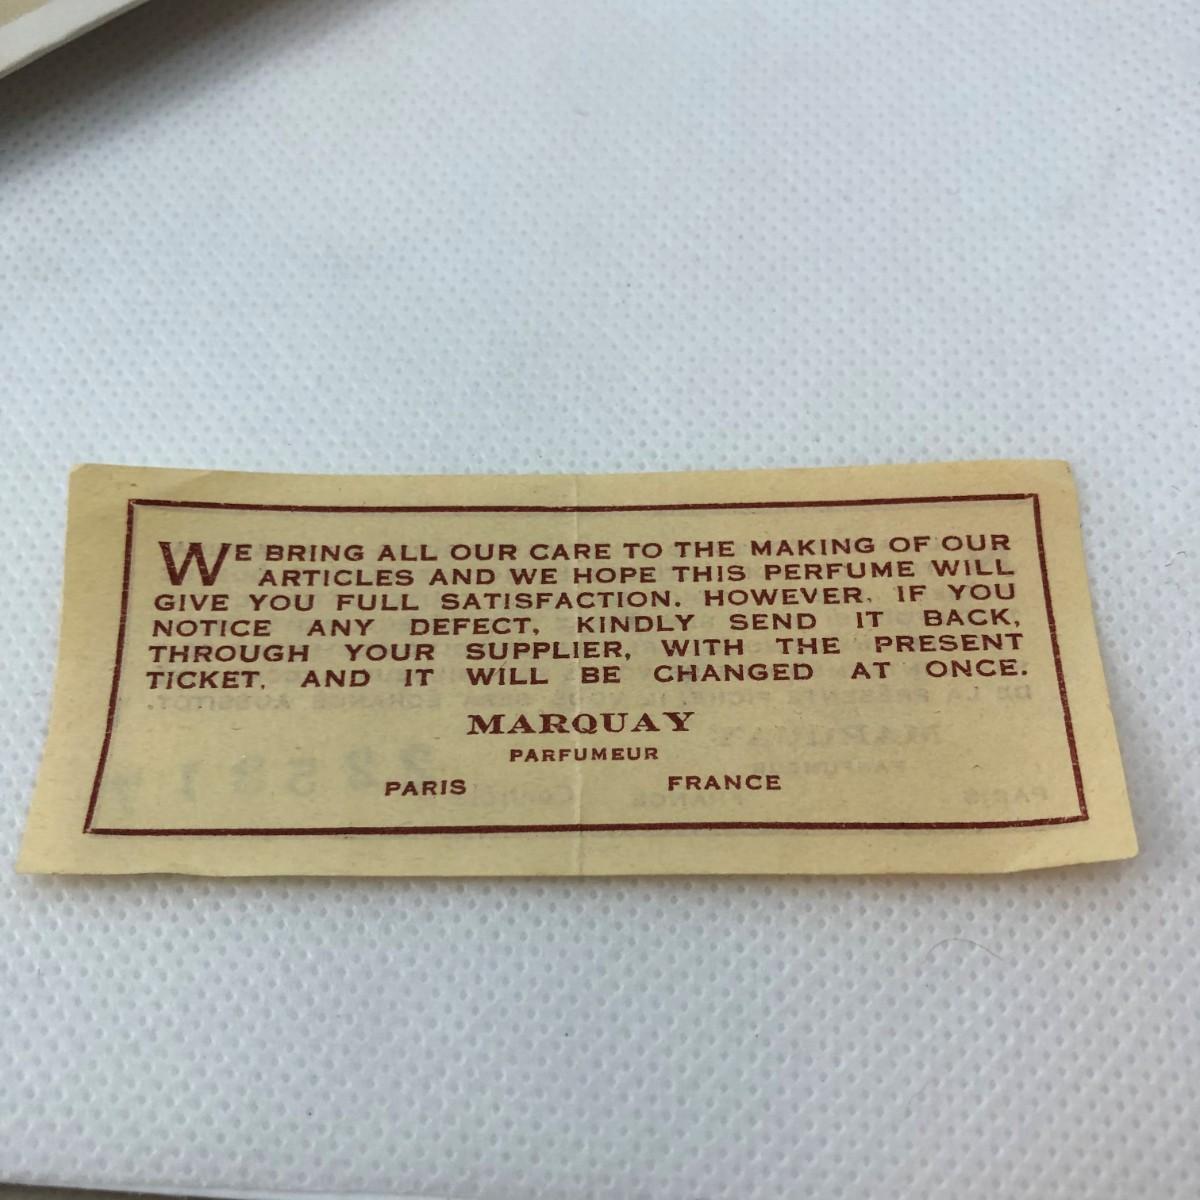 WE BRING ALL OUR CARE TO THE MAKING OF OUR
ARTICLES AND WE HOPE THIS PERFUME WILL
GIVE YOU FULL SATISFACTION. HOWEVER, IF YOU
NOTICE ANY DEFECT, KINDLY SEND IT BACK,
THROUGH YOUR SUPPLIER, WITH THE PRESENT
TICKET, AND IT WILL BE CHANGED AT ONCE.
MARQUAY
PARFUMEUR
PARIS FRANCE